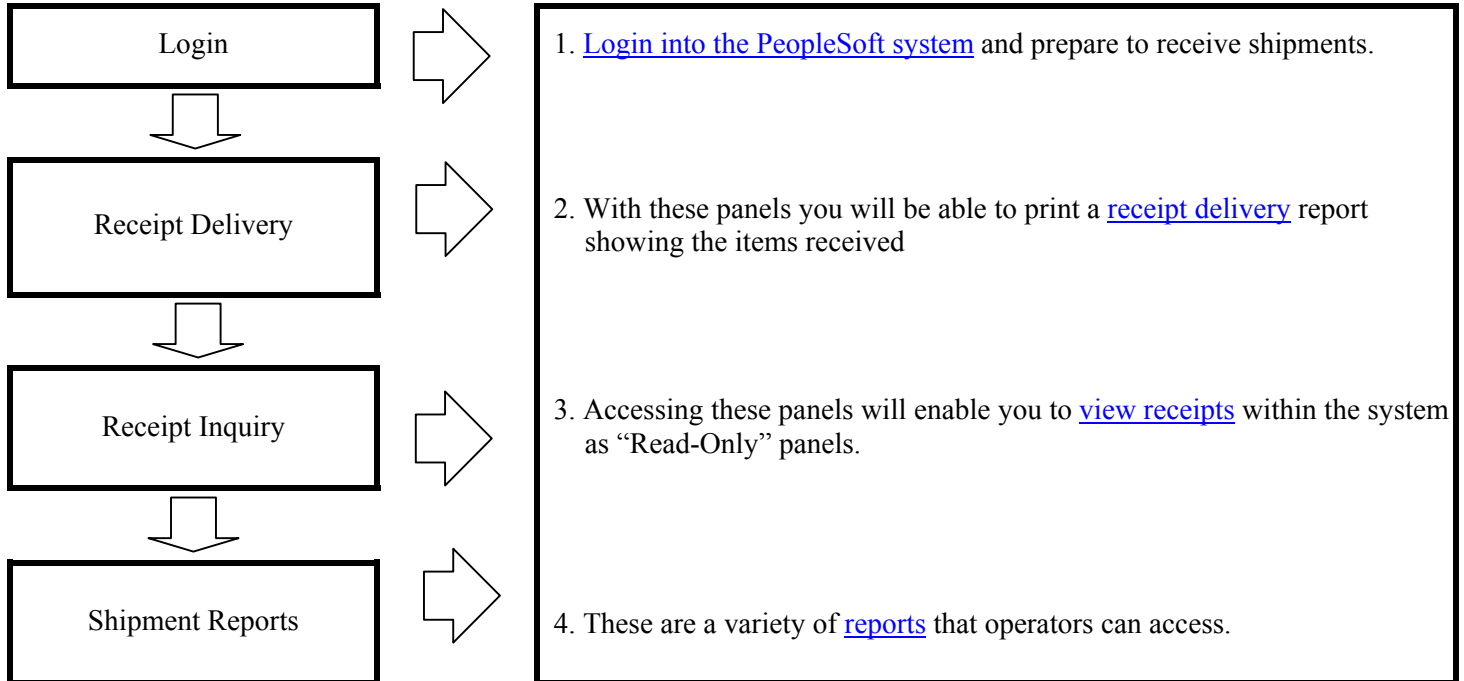 Login
1. Login into the PeopleSoft system and prepare to receive shipments.
Receipt Delivery
2. With these panels you will be able to print a receipt delivery report
showing the items received
Receipt Inquiry
3. Accessing these panels will enable you to view receipts within the system
as “Read-Only” panels.
Shipment Reports
4. These are a variety of reports that operators can access.